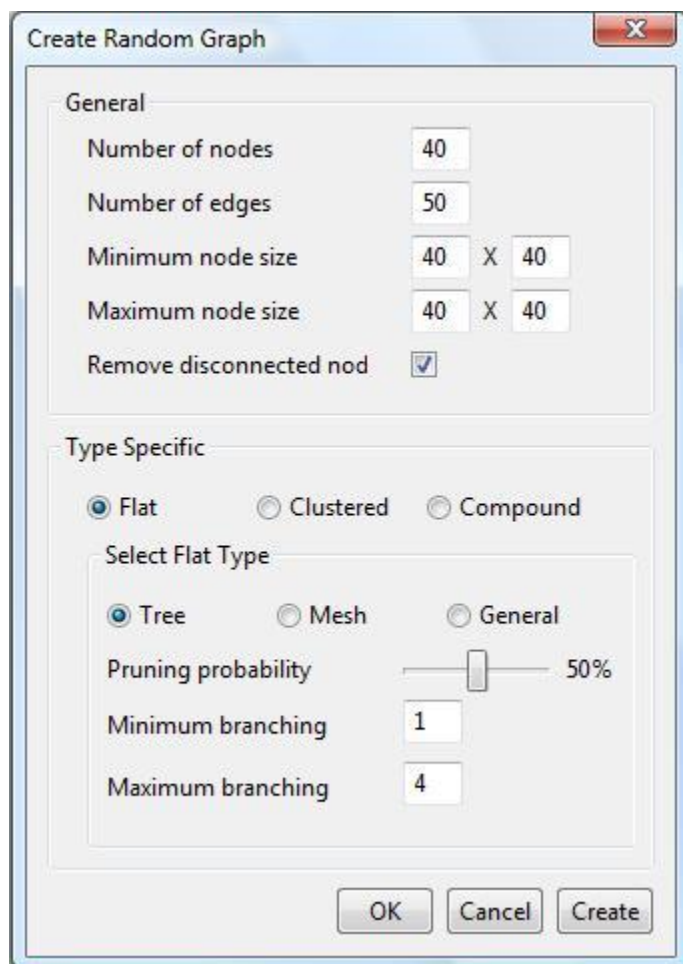 Create Random Graph
General
Number of nodes 40
Number of edges 50
Minimum node size 40 X 40
Maximum node size 40 X 40
Remove disconnected nod
Type Specific
Flat Clustered Compound
Select Flat Type
Tree Mesh General
Pruning probability 50%
Minimum branching 1
Maximum branching 4
OK Cancel Create